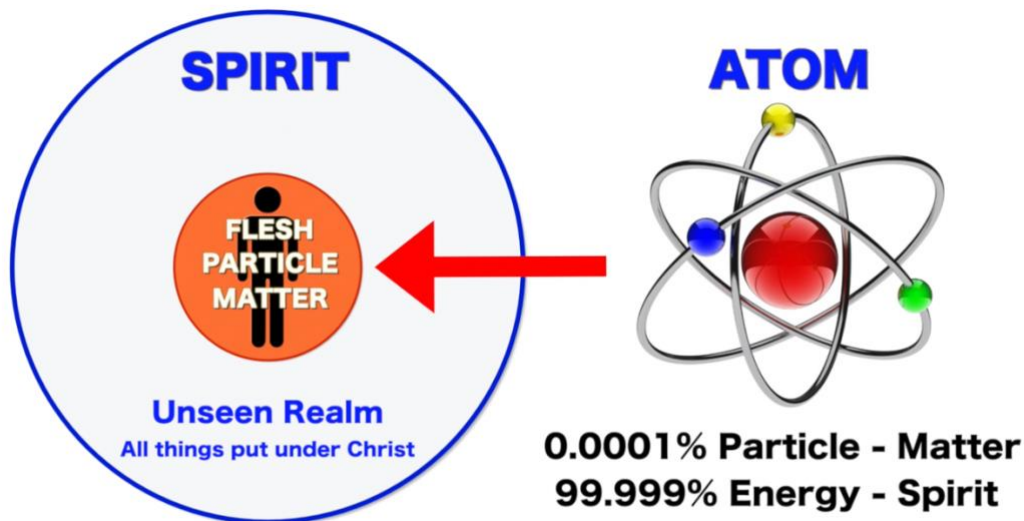 SPIRIT
FLESH
PARTICLE
MATTER
Unseen Realm
All things put under Christ
ATOM
0.0001% Particle - Matter
99.999% Energy - Spirit